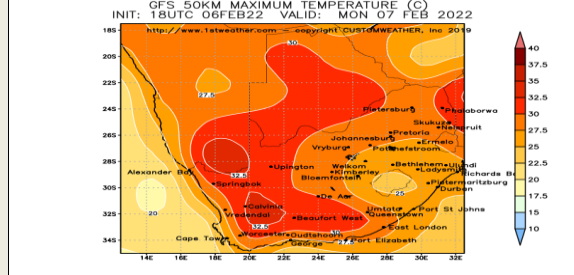 GFS 50KM MAXIMUM TEMPERATURE (C)
INIT: 18UTC 06FEB22 VALID: MON 07 FEB 2022
http://www.1stweather.com -- copyright CUSTOMWEATHER, Inc 2019
18S
20S
22S
24S
26S
28S
30S
32S
34S
30
27.5
32.5
20
25
32.5
30
27.5
Pietersburg
Phalaborwa
Skukuza
Nelspruit
Johannesburg
Pretoria
Vryburg
Potchefstroom
Ermelo
Welkom
Bethlehem
Ulundi
Upington
Kimberley
Ladysmith
Richards B
Alexander Bay
Bloemfontein
Springbok
Pietermaritzburg
Durban
De Aar
Calvinia
Umtata
Port St Johns
Vredendal
Beaufort West
Queenstown
East London
Cape Town
Worcester
Oudtshoorn
George
Port Elizabeth
14E 16E 18E 20E 22E 24E 26E 28E 30E 32E
40
37.5
35
32.5
30
27.5
25
22.5
20
17.5
15
10